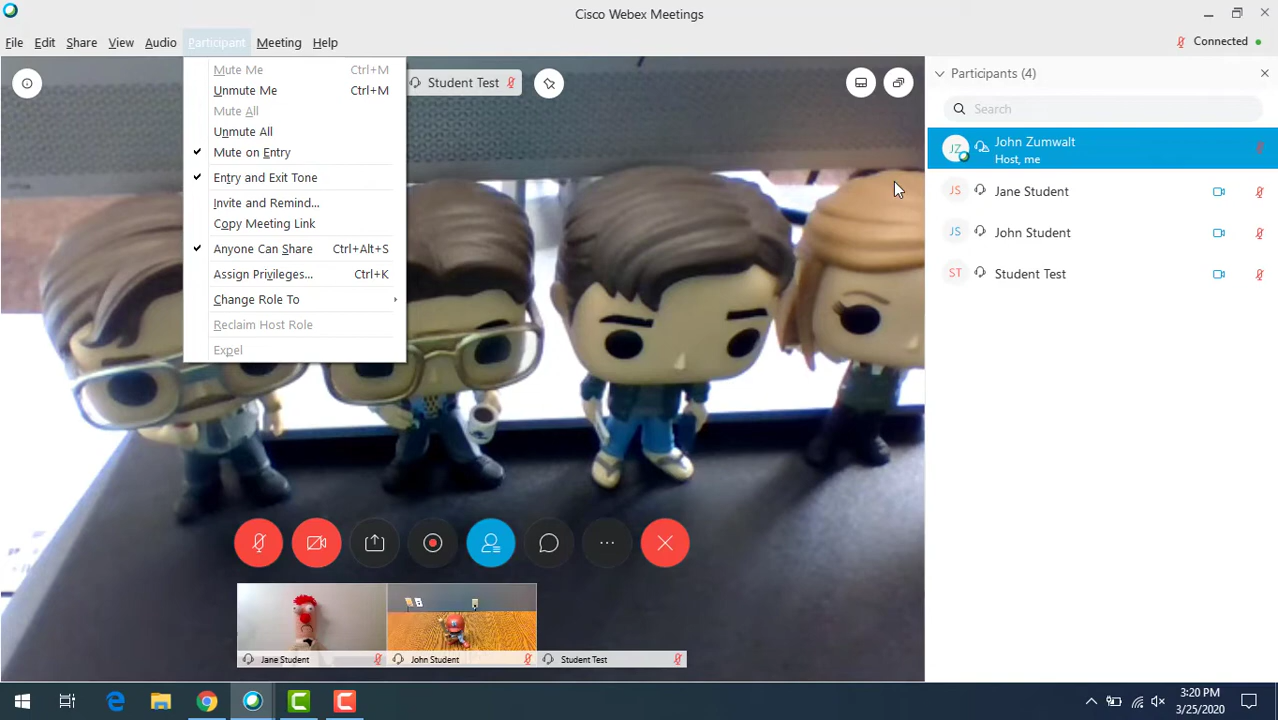 Cisco Webex Meetings
File Edit Share View Audio Participant Meeting Help
Connected
Mute Me Ctrl+M
Unmute Me Ctrl+M
Mute All
Unmute All
Mute on Entry
Entry and Exit Tone
Invite and Remind...
Copy Meeting Link
Anyone Can Share Ctrl+Alt+S
Assign Privileges... Ctrl+K
Change Role To
Reclaim Host Role
Expel
Student Test
Participants (4)
Search
JZ John Zumwalt
Host, me
JS Jane Student
JS John Student
ST Student Test
Jane Student
John Student
Student Test
3:20 PM
3/25/2020